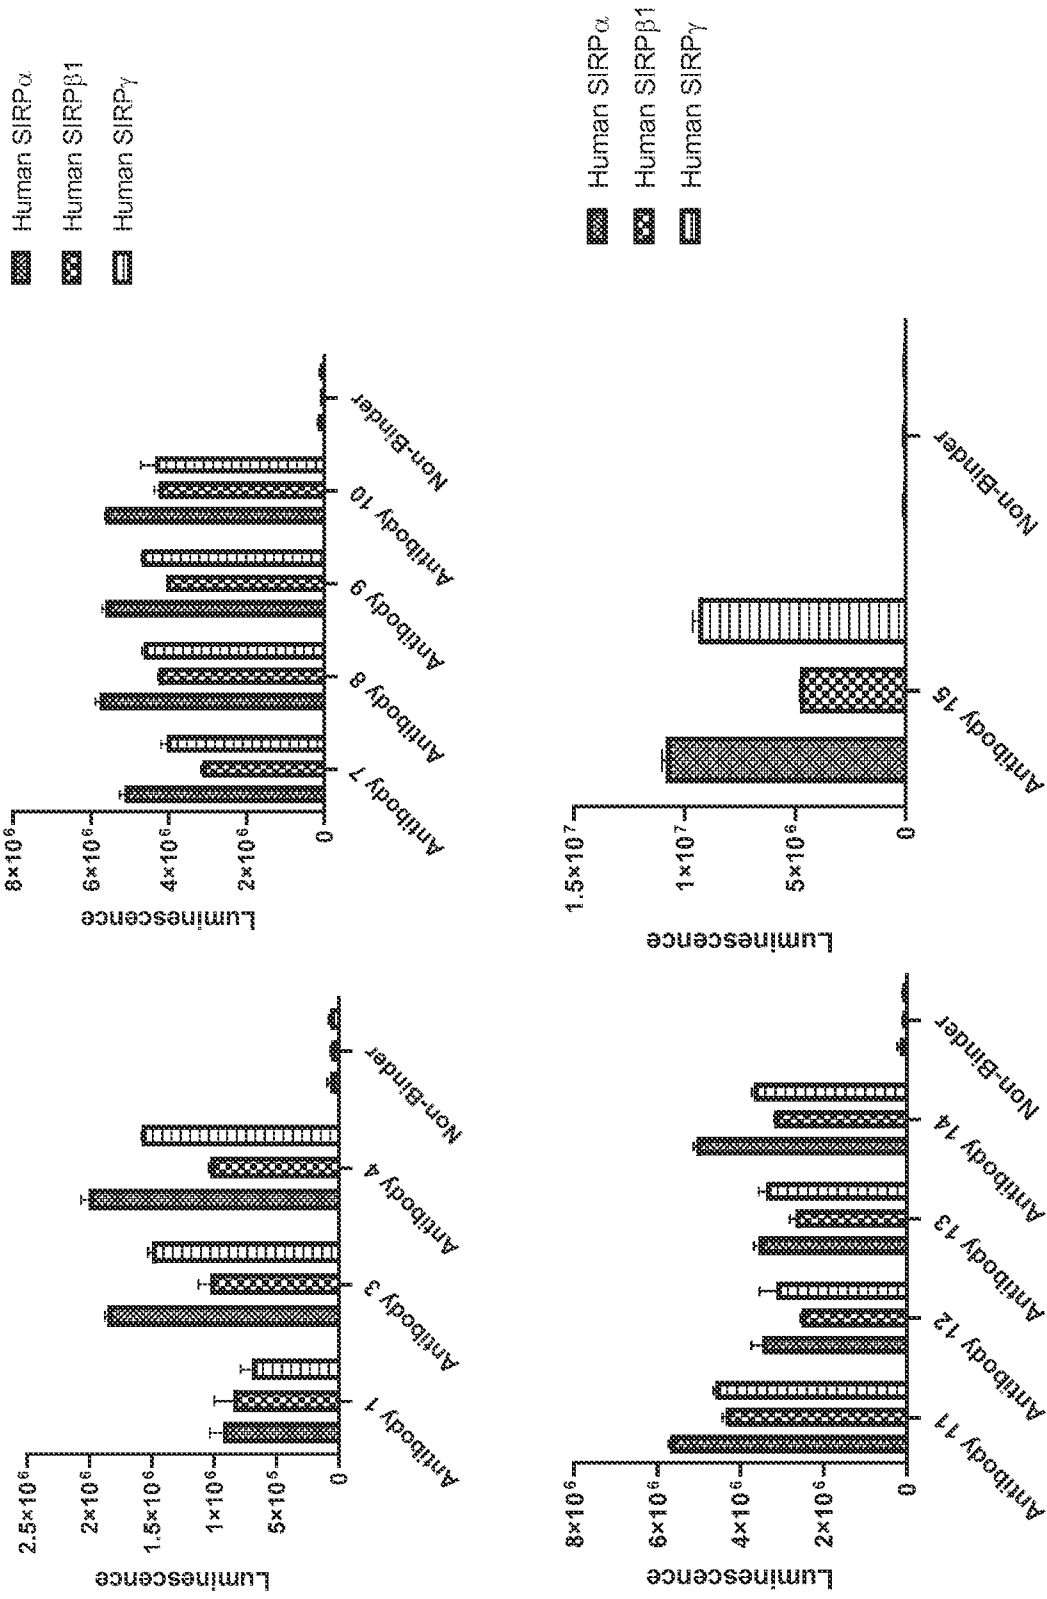 2.5×10⁶
2×10⁶
1.5×10⁶
1×10⁶
5×10⁵
0
Luminescence
Antibody 1
Antibody 3
Antibody 4
Non-Binder
8×10⁶
6×10⁶
4×10⁶
2×10⁶
0
Luminescence
Antibody 7
Antibody 8
Antibody 9
Antibody 10
Non-Binder
Human SIRPα
Human SIRPβ1
Human SIRPγ
8×10⁶
6×10⁶
4×10⁶
2×10⁶
0
Luminescence
Antibody 11
Antibody 12
Antibody 13
Antibody 14
Non-Binder
1.5×10⁷
1×10⁷
5×10⁶
0
Luminescence
Antibody 15
Non-Binder
Human SIRPα
Human SIRPβ1
Human SIRPγ